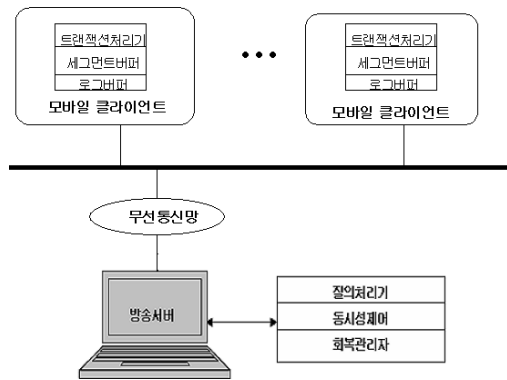 트랜잭션처리기
세그먼트버퍼
로그버퍼
모바일 클라이언트
•••
트랜잭션처리기
세그먼트버퍼
로그버퍼
모바일 클라이언트
무선통신망
방송서버
질의처리기
동시성제어
회복관리자